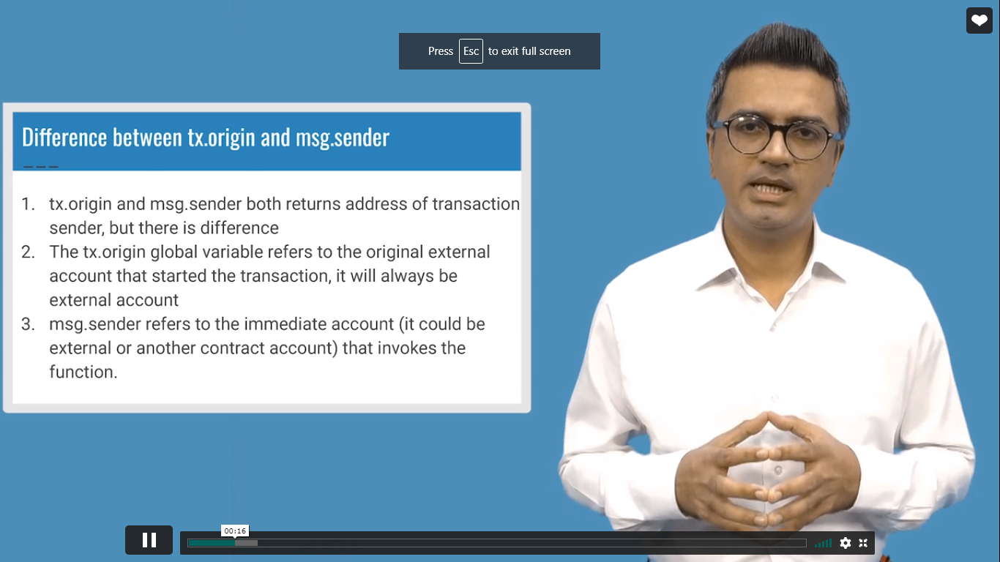 Press Esc to exit full screen
Difference between tx.origin and msg.sender
1. tx.origin and msg.sender both returns address of transaction
sender, but there is difference
2. The tx.origin global variable refers to the original external
account that started the transaction, it will always be
external account
3. msg.sender refers to the immediate account (it could be
external or another contract account) that invokes the
function.
00:16